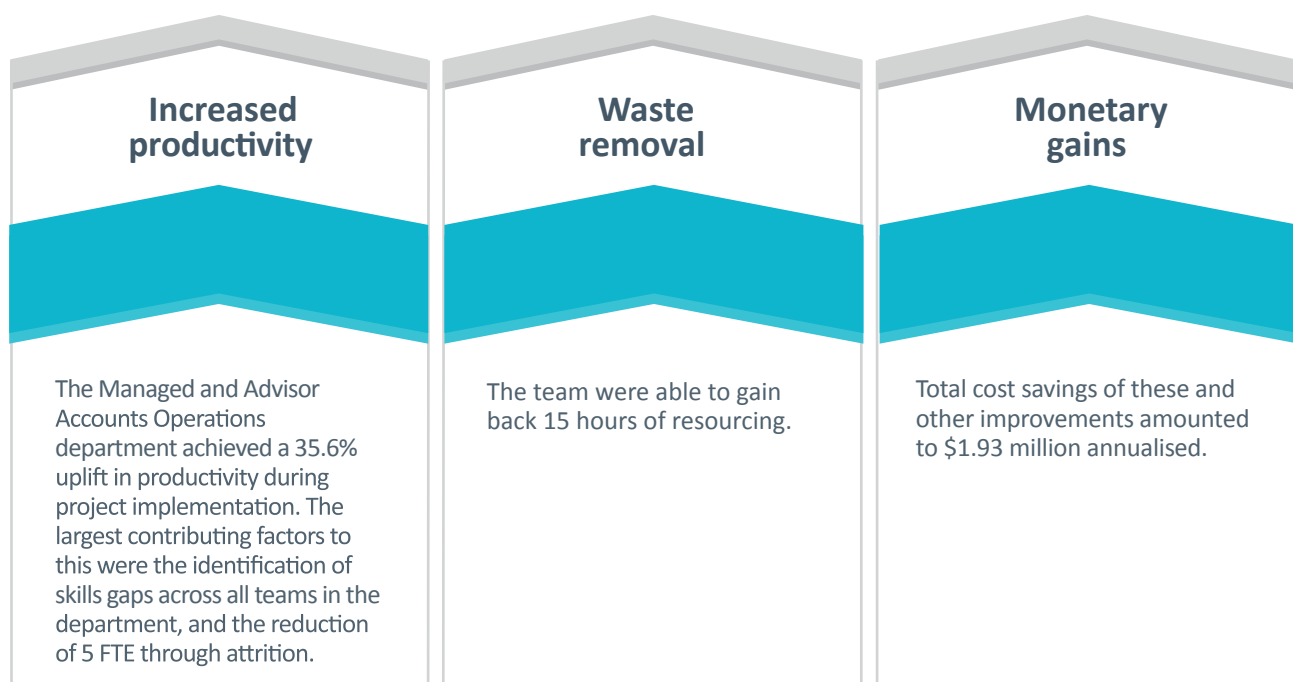 Increased
productivity
The Managed and Advisor
Accounts Operations
department achieved a 35.6%
uplift in productivity during
project implementation. The
largest contributing factors to
this were the identification of
skills gaps across all teams in the
department, and the reduction
of 5 FTE through attrition.
Waste
removal
The team were able to gain
back 15 hours of resourcing.
Monetary
gains
Total cost savings of these and
other improvements amounted
to $1.93 million annualised.